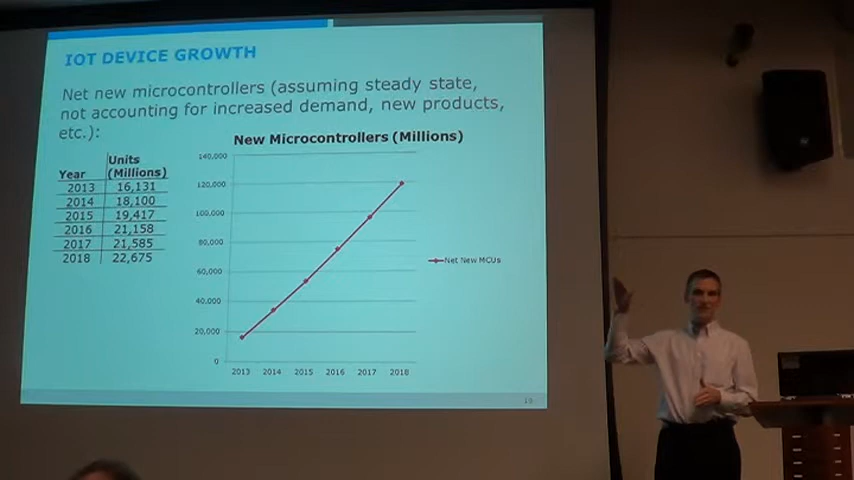 IOT DEVICE GROWTH
Net new microcontrollers (assuming steady state,
not accounting for increased demand, new products,
etc.):
Year Units (Millions)
2013 16,131
2014 18,100
2015 19,417
2016 21,158
2017 21,585
2018 22,675
New Microcontrollers (Millions)
140,000
120,000
100,000
80,000
60,000
40,000
20,000
0
2013 2014 2015 2016 2017 2018
Net New MCUs